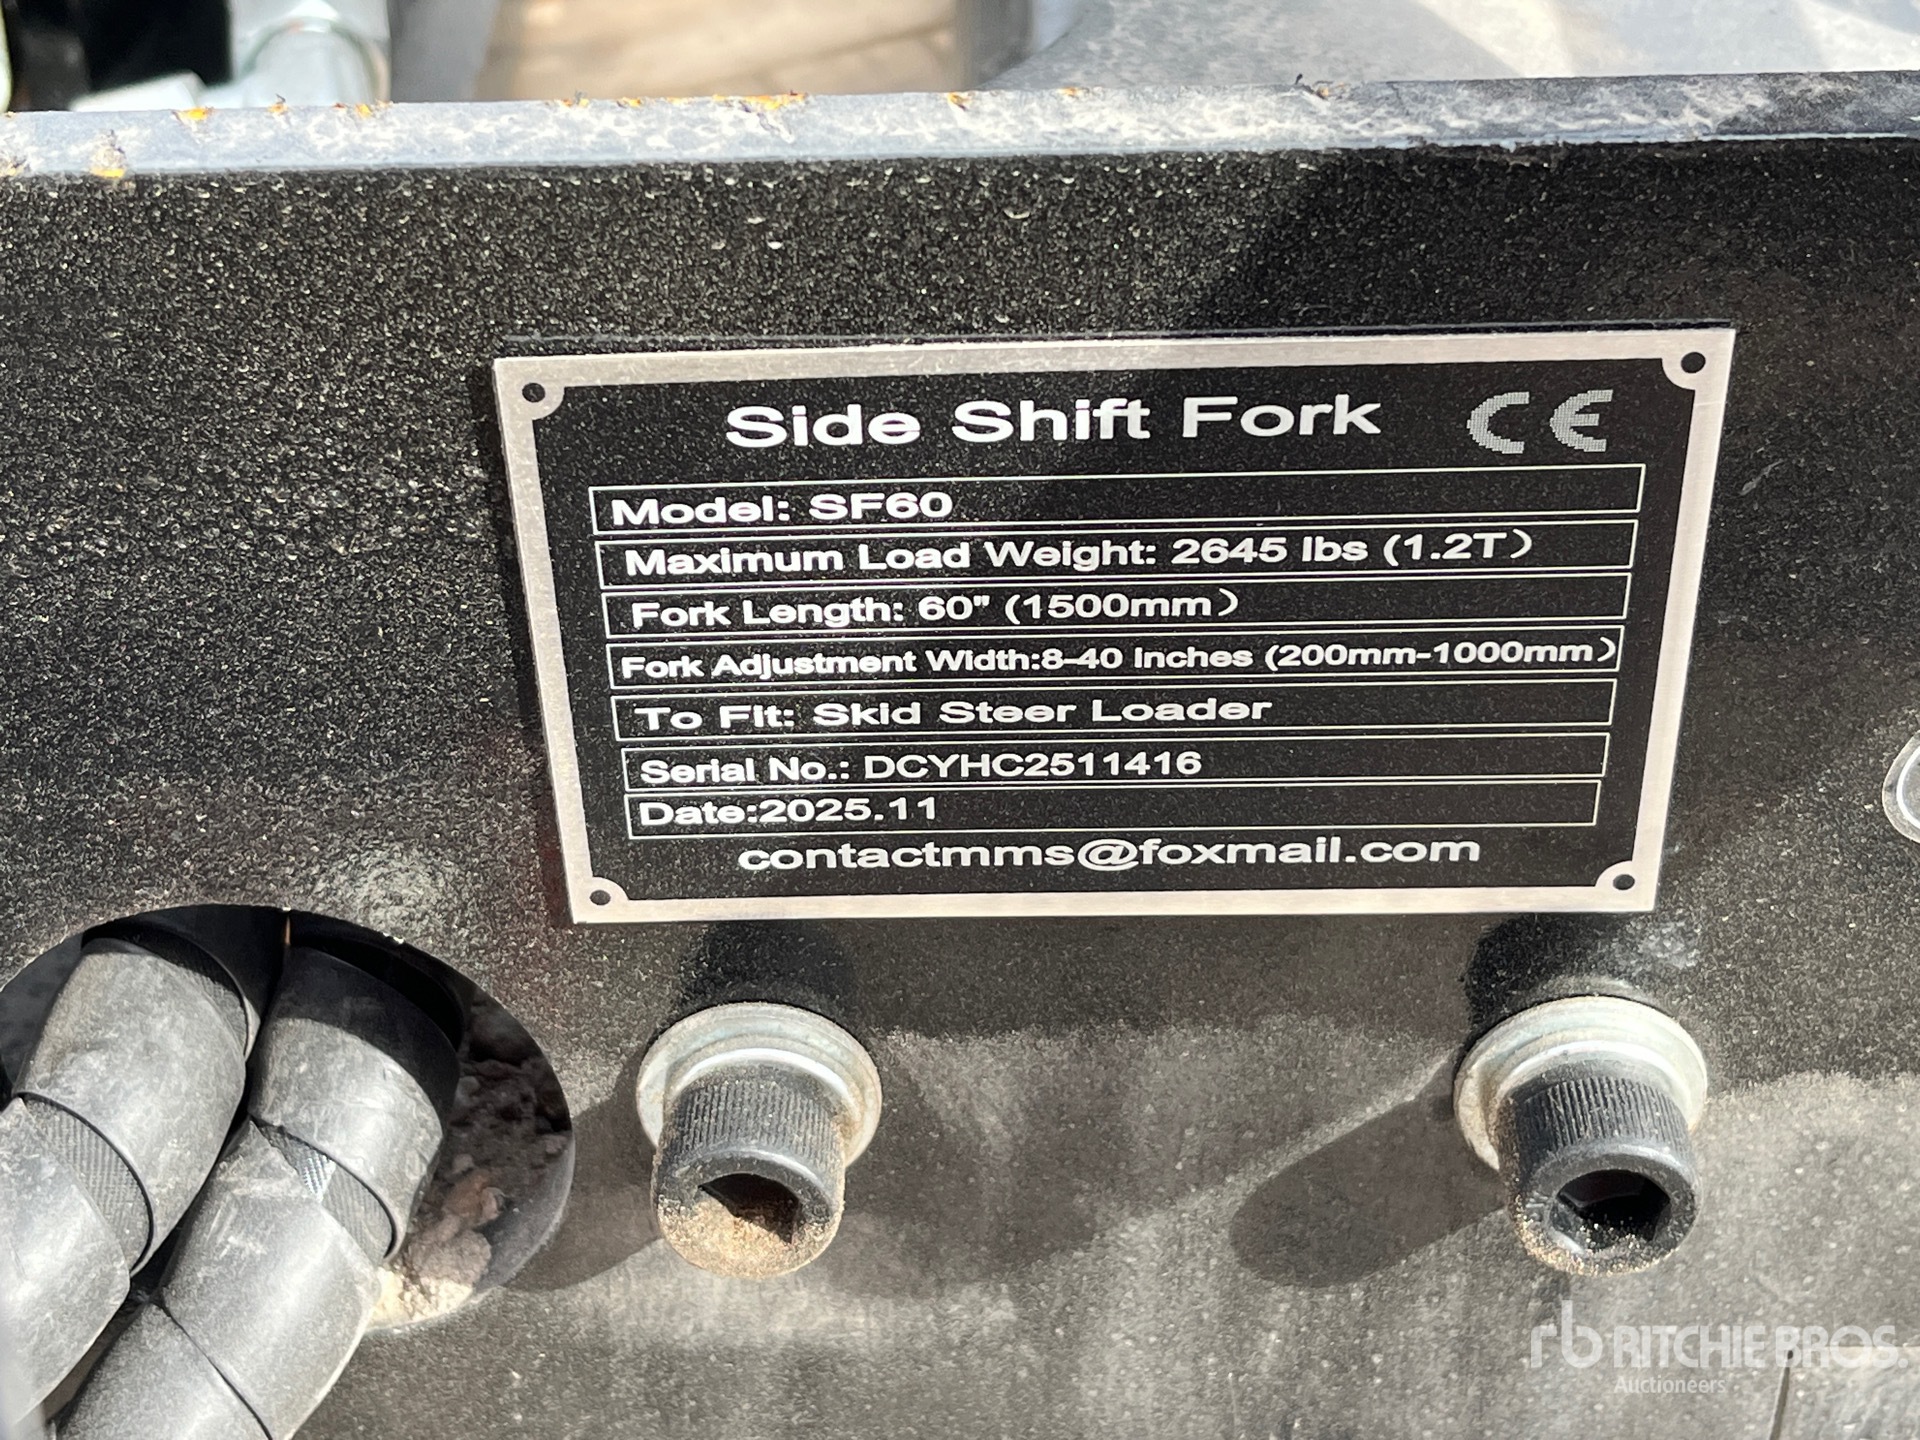 Side Shift Fork CE
Model: SF60
Maximum Load Weight: 2645 lbs (1.2T）
Fork Length: 60" (1500mm）
Fork Adjustment Width:8-40 Inches (200mm-1000mm）
To Fit: Skid Steer Loader
Serial No.: DCYHC2511416
Date:2025.11
contactmms@foxmail.com
rb RITCHIE BROS.
Auctioneers